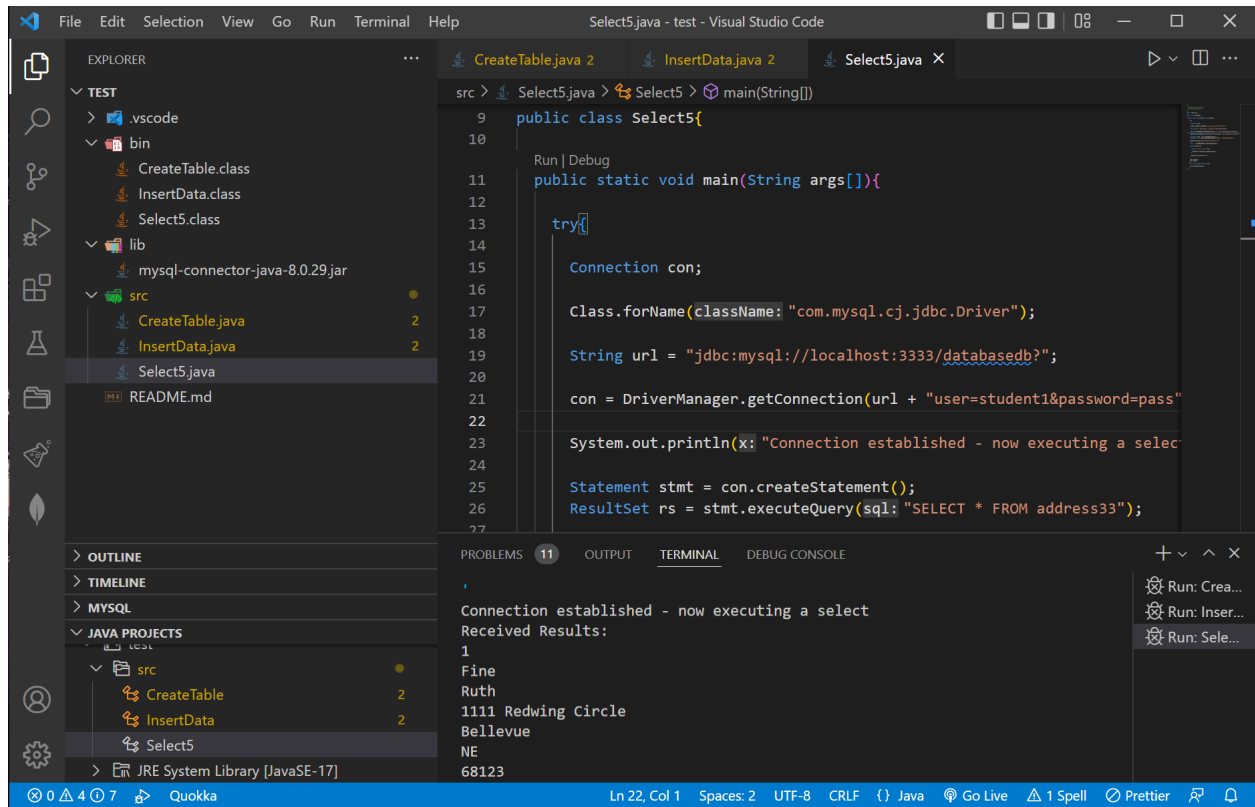 File Edit Selection View Go Run Terminal Help
Select5.java - test - Visual Studio Code
EXPLORER
TEST
.vscode
bin
CreateTable.class
InsertData.class
Select5.class
lib
mysql-connector-java-8.0.29.jar
src
CreateTable.java 2
InsertData.java 2
Select5.java
README.md
OUTLINE
TIMELINE
MYSQL
JAVA PROJECTS
test
src
CreateTable 2
InsertData 2
Select5
JRE System Library [JavaSE-17]
CreateTable.java 2 InsertData.java 2 Select5.java
src > Select5.java > Select5 > main(String[])
9 public class Select5{
10
Run | Debug
11 public static void main(String args[]){
12
13 try{
14
15 Connection con;
16
17 Class.forName(className: "com.mysql.cj.jdbc.Driver");
18
19 String url = "jdbc:mysql://localhost:3333/databasedb?";
20
21 con = DriverManager.getConnection(url + "user=student1&password=pass"
22
23 System.out.println(x: "Connection established - now executing a selec
24
25 Statement stmt = con.createStatement();
26 ResultSet rs = stmt.executeQuery(sql: "SELECT * FROM address33");
27
PROBLEMS 11 OUTPUT TERMINAL DEBUG CONSOLE
'
Connection established - now executing a select
Received Results:
1
Fine
Ruth
1111 Redwing Circle
Bellevue
NE
68123
Run: Crea...
Run: Inser...
Run: Sele...
0 4 7 Quokka
Ln 22, Col 1 Spaces: 2 UTF-8 CRLF {} Java Go Live 1 Spell Prettier